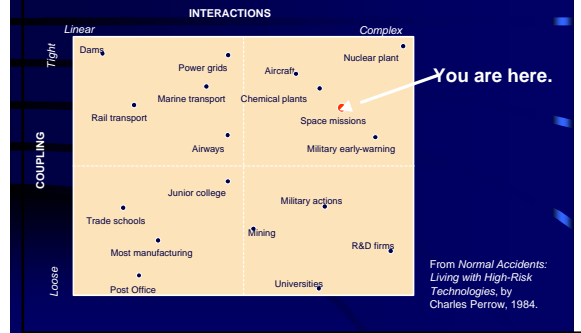 INTERACTIONS
Linear
Complex
Tight
COUPLING
Loose
Dams
Power grids
Nuclear plant
Aircraft
Marine transport
Chemical plants
You are here.
Rail transport
Space missions
Airways
Military early-warning
Junior college
Military actions
Trade schools
Mining
Most manufacturing
R&D firms
Post Office
Universities
From Normal Accidents:
Living with High-Risk
Technologies, by
Charles Perrow, 1984.